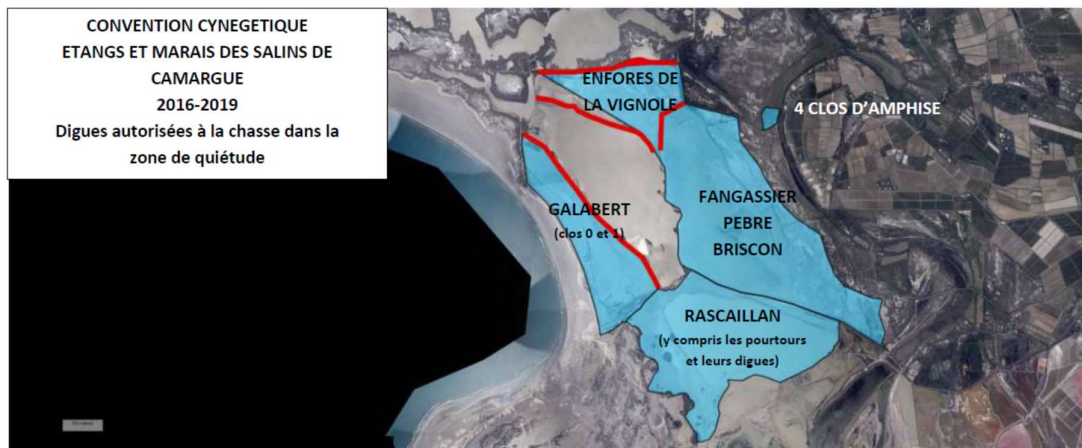 CONVENTION CYNEGETIQUE
ETANGS ET MARAIS DES SALINS DE
CAMARGUE
2016-2019
Digues autorisées à la chasse dans la
zone de quiétude
ENFORES DE
LA VIGNOLE
4 CLOS D'AMPHISE
FANGASSIER
PEBRE
BRISCON
GALABERT
(clos 0 et 1)
RASCAILLAN
(y compris les pourtours
et leurs digues)